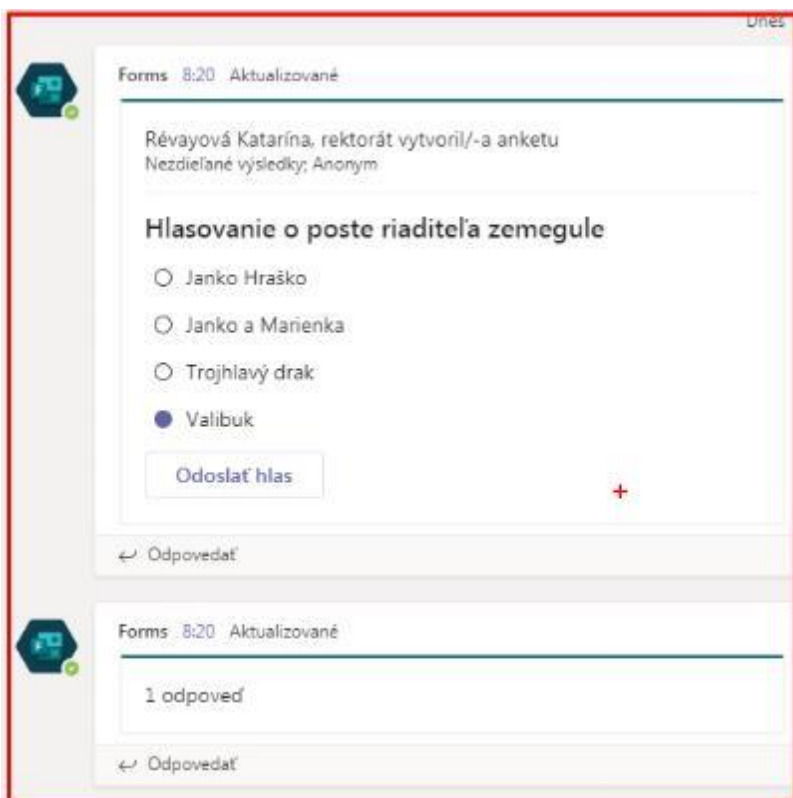 Dnes
Forms 8:20 Aktualizované
Révayová Katarína, rektorát vytvoril/-a anketu
Nezdieľané výsledky; Anonym
Hlasovanie o poste riaditeľa zemegule
Janko Hraško
Janko a Marienka
Trojhlavý drak
Valibuk
Odoslať hlas
Odpovedať
Forms 8:20 Aktualizované
1 odpoveď
Odpovedať